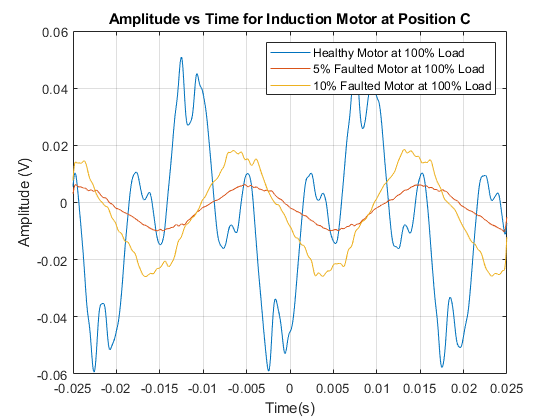 Amplitude vs Time for Induction Motor at Position C
Healthy Motor at 100% Load
5% Faulted Motor at 100% Load
10% Faulted Motor at 100% Load
0.06
0.04
0.02
0
-0.02
-0.04
-0.06
Amplitude (V)
-0.025 -0.02 -0.015 -0.01 -0.005 0 0.005 0.01 0.015 0.02 0.025
Time(s)